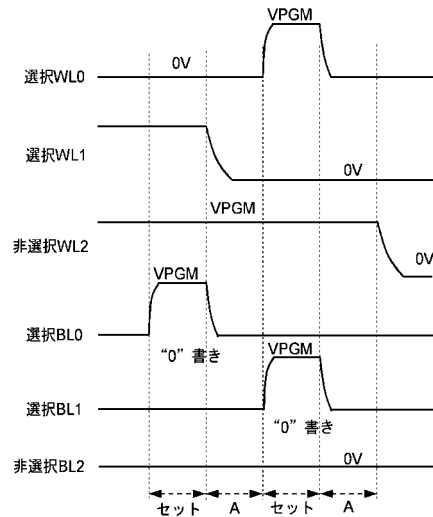 VPGM
0V
選択WL0
選択WL1
0V
VPGM
非選択WL2
0V
VPGM
選択BL0
“0” 書き
VPGM
選択BL1
“0” 書き
非選択BL2
0V
セット A セット A